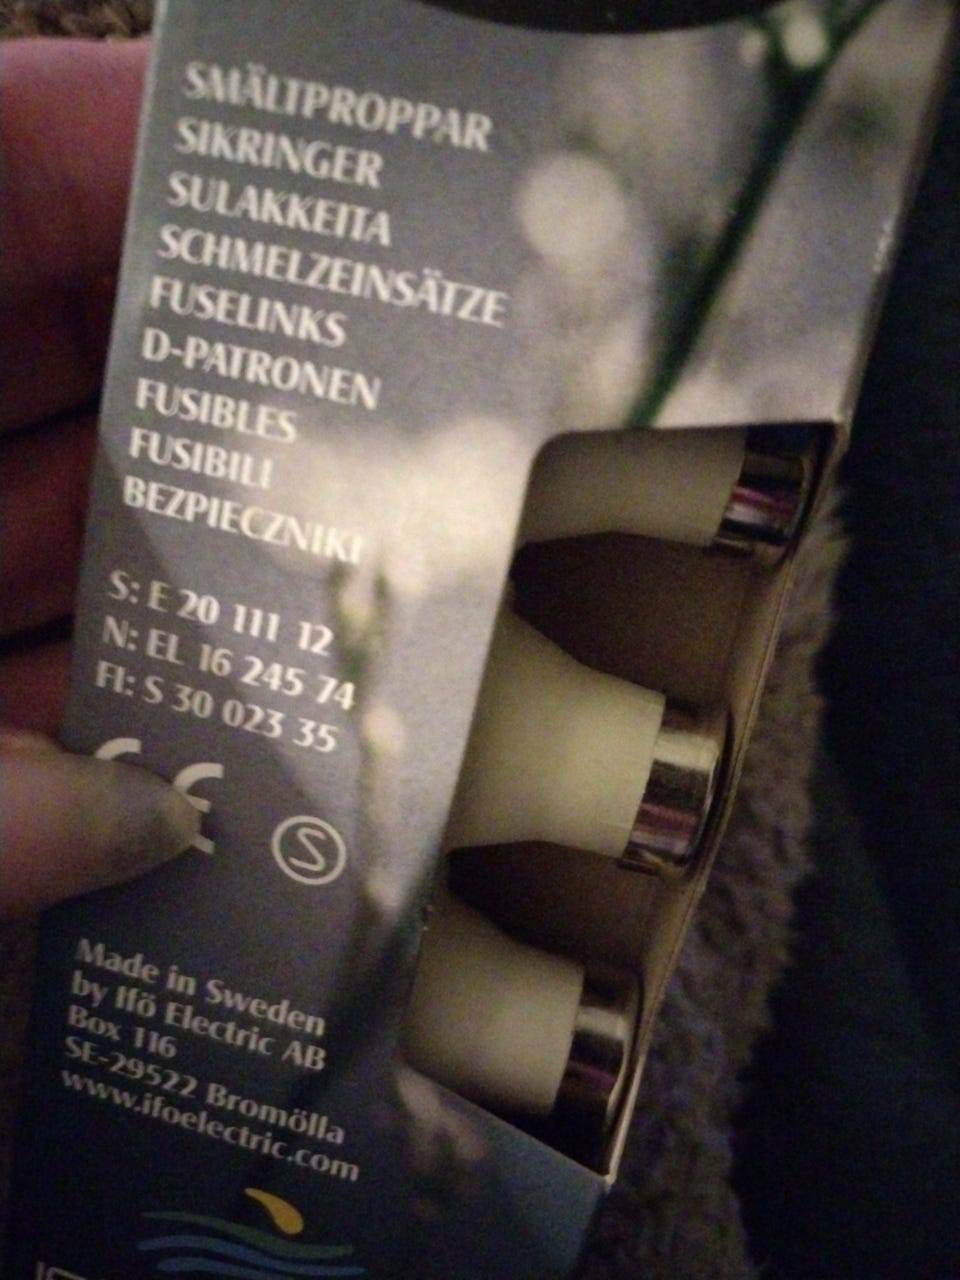 SMÄLTPROPPAR
SIKRINGER
SULAKKEITA
SCHMELZEINSÄTZE
FUSELINKS
D-PATRONEN
FUSIBLES
FUSIBILI
BEZPIECZNIKI
S: E 20 111 12
N: EL 16 245 74
FI: S 30 023 35
CE
S
Made in Sweden
by Ifö Electric AB
Box 116
SE-29522 Bromölla
www.ifoelectric.com